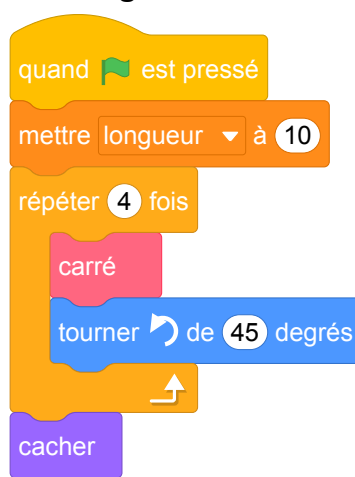 quand est pressé
mettre longueur à 10
répéter 4 fois
carré
tourner de 45 degrés
cacher